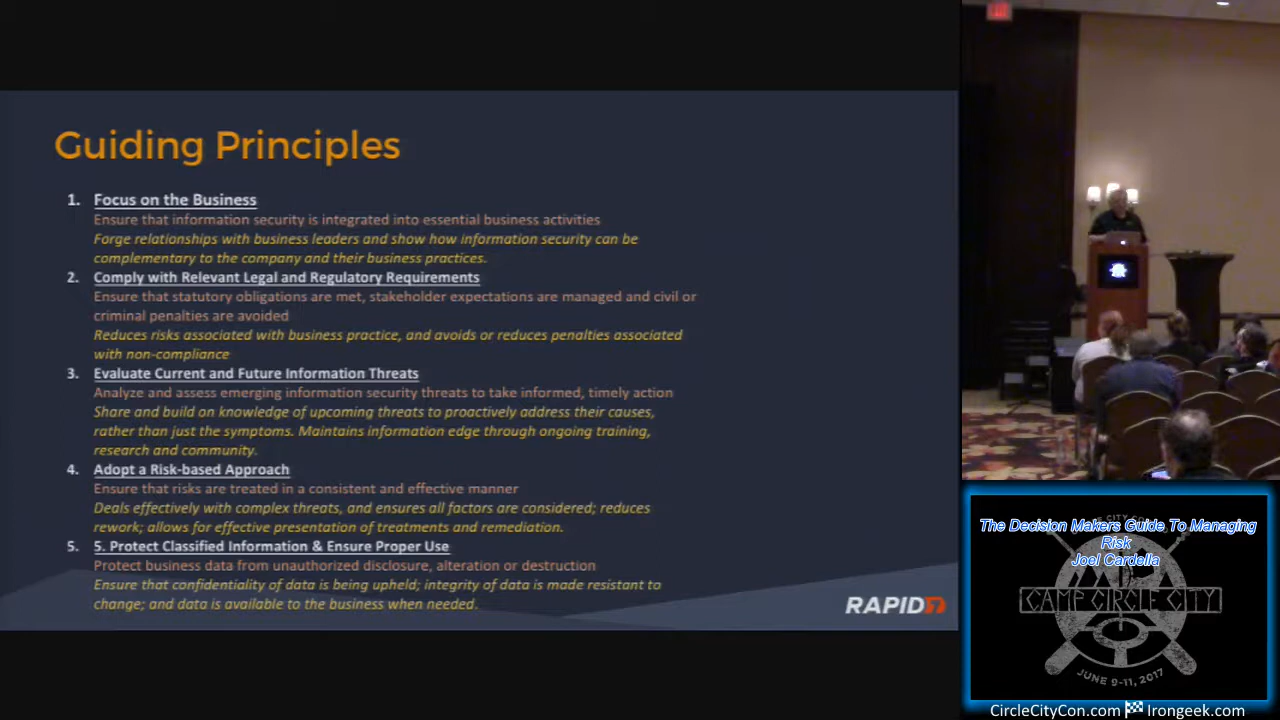 Guiding Principles
1. Focus on the Business
Ensure that information security is integrated into essential business activities
Forge relationships with business leaders and show how information security can be
complementary to the company and their business practices.
2. Comply with Relevant Legal and Regulatory Requirements
Ensure that statutory obligations are met, stakeholder expectations are managed and civil or
criminal penalties are avoided
Reduces risks associated with business practice, and avoids or reduces penalties associated
with non-compliance
3. Evaluate Current and Future Information Threats
Analyze and assess emerging information security threats to take informed, timely action
Share and build on knowledge of upcoming threats to proactively address their causes,
rather than just the symptoms. Maintains information edge through ongoing training,
research and community.
4. Adopt a Risk-based Approach
Ensure that risks are treated in a consistent and effective manner
Deals effectively with complex threats, and ensures all factors are considered; reduces
rework; allows for effective presentation of treatments and remediation.
5. 5. Protect Classified Information & Ensure Proper Use
Protect business data from unauthorized disclosure, alteration or destruction
Ensure that confidentiality of data is being upheld; integrity of data is made resistant to
change; and data is available to the business when needed.
RAPID7
The Decision Makers Guide To Managing
Risk
Joel Cardella
CAMP CIRCLE CITY
JUNE 9-11, 2017
CircleCityCon.com Irongeek.com